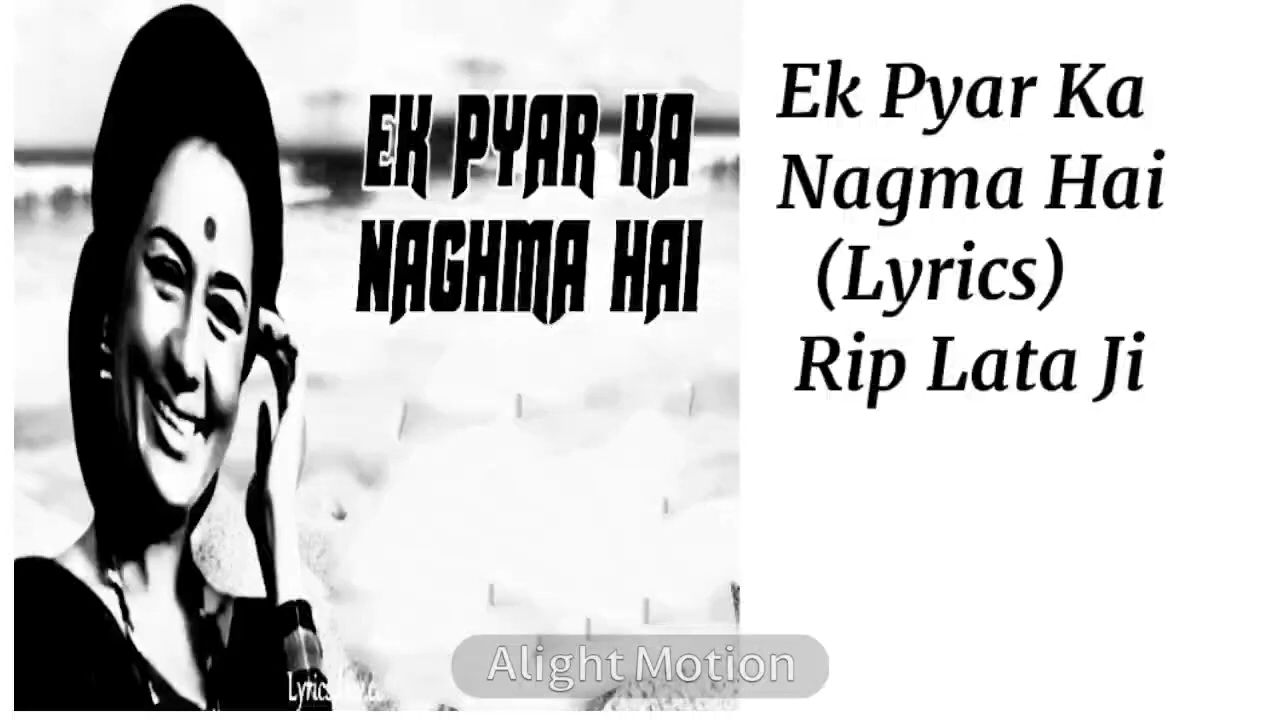 EK PYAR KA
NAGHMA HAI
Ek Pyar Ka
Nagma Hai
(Lyrics)
Rip Lata Ji
Alight Motion